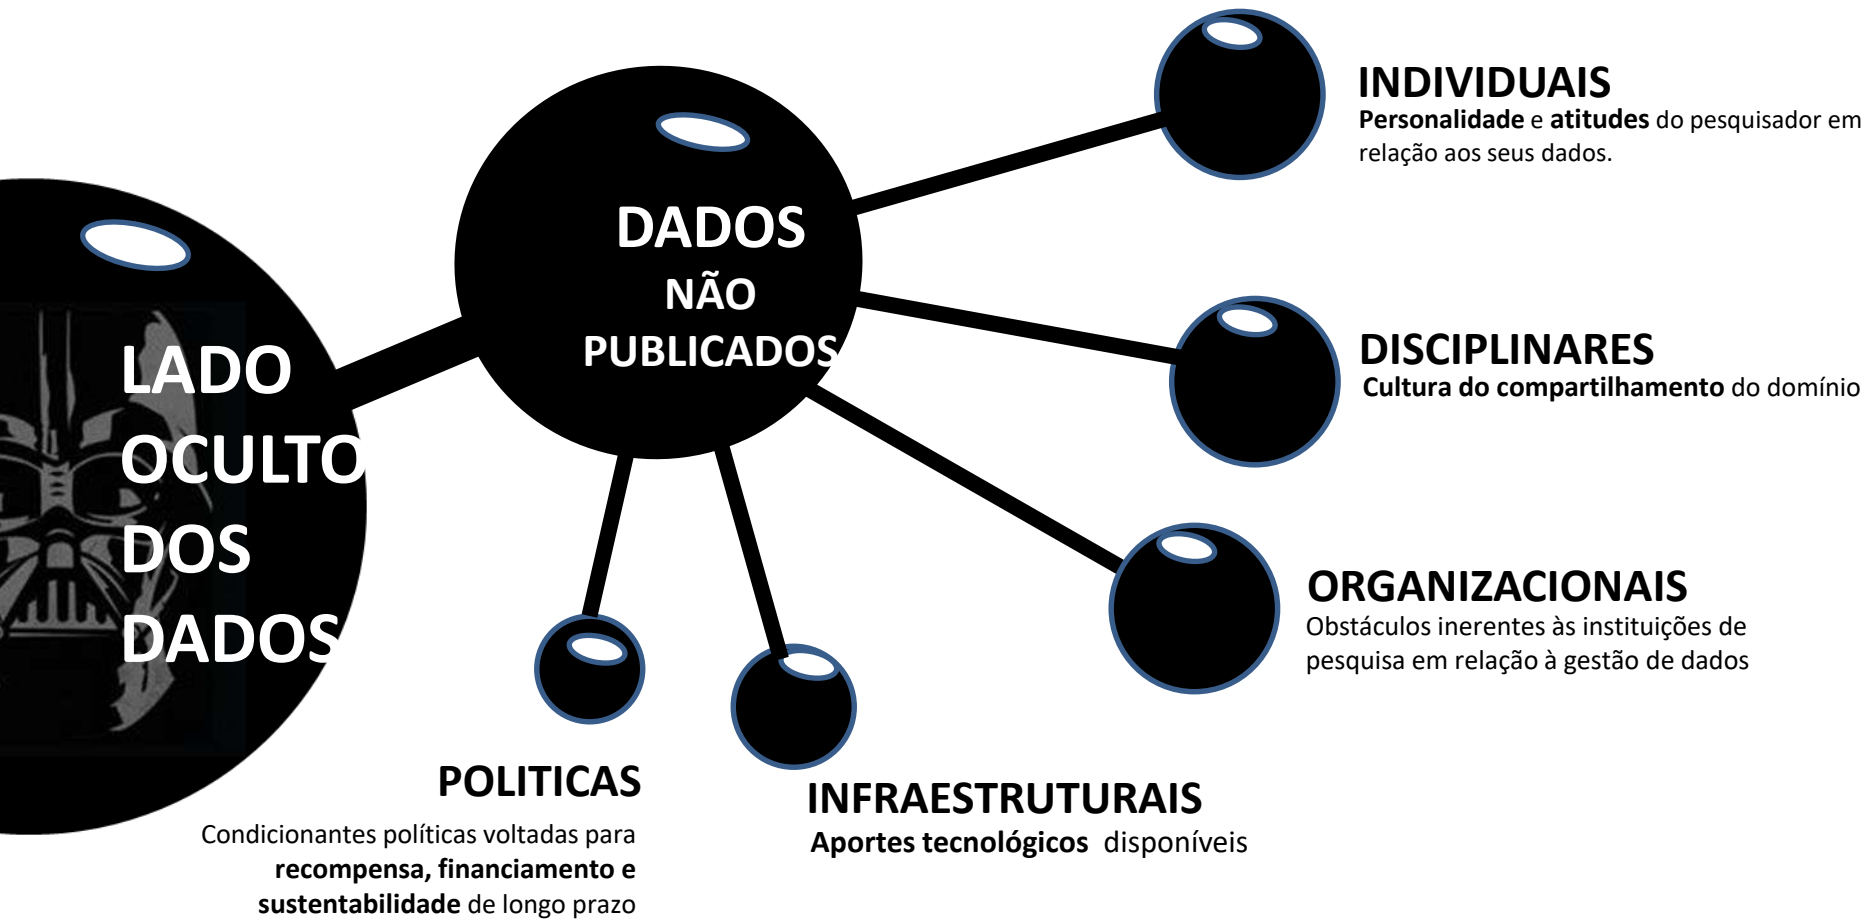 LADO
OCULTO
DOS
DADOS
DADOS
NÃO
PUBLICADOS
INDIVIDUAIS
Personalidade e atitudes do pesquisador em
relação aos seus dados.
DISCIPLINARES
Cultura do compartilhamento do domínio
ORGANIZACIONAIS
Obstáculos inerentes às instituições de
pesquisa em relação à gestão de dados
INFRAESTRUTURAIS
Aportes tecnológicos disponíveis
POLITICAS
Condicionantes políticas voltadas para
recompensa, financiamento e
sustentabilidade de longo prazo